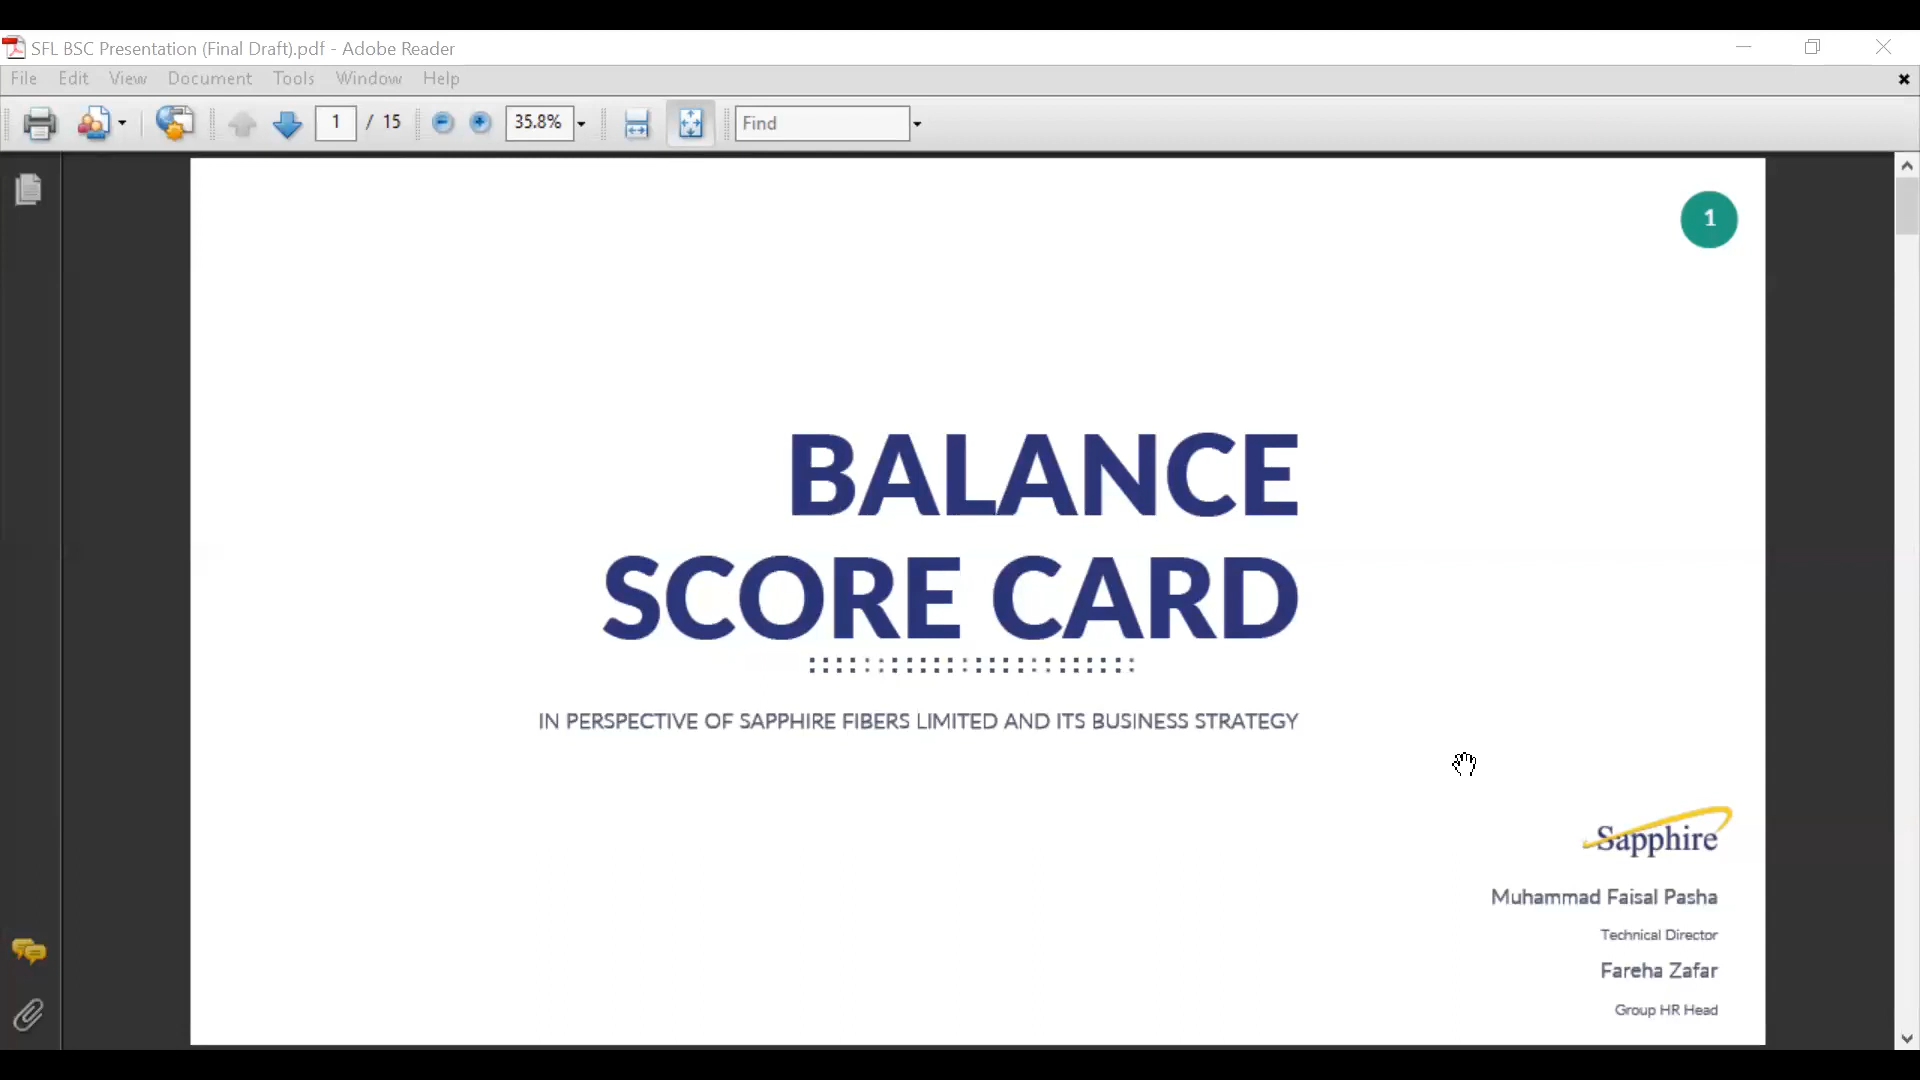 SFL BSC Presentation (Final Draft).pdf - Adobe Reader
File Edit View Document Tools Window Help
1 / 15 35.8% Find
1
BALANCE
SCORE CARD
IN PERSPECTIVE OF SAPPHIRE FIBERS LIMITED AND ITS BUSINESS STRATEGY
Sapphire
Muhammad Faisal Pasha
Technical Director
Fareha Zafar
Group HR Head